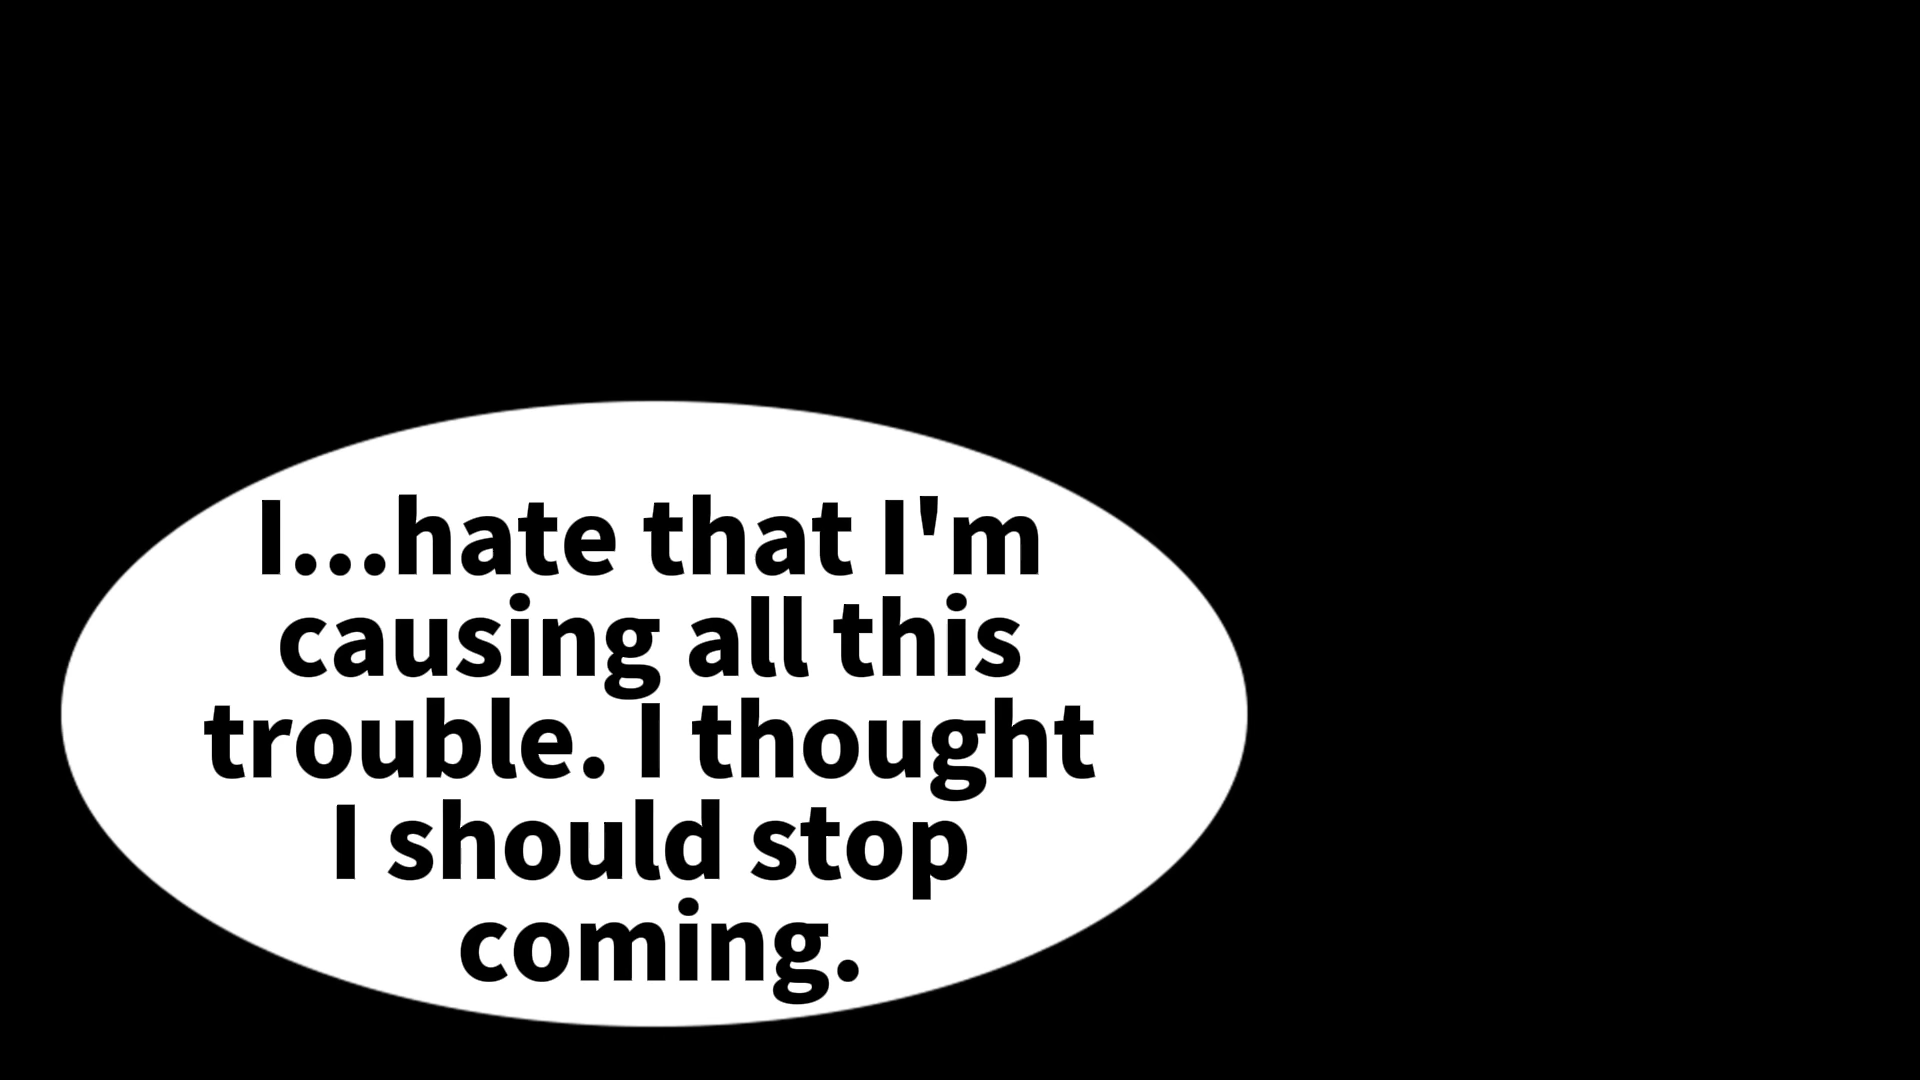 I...hate that I'm
causing all this
trouble. I thought
I should stop
coming.